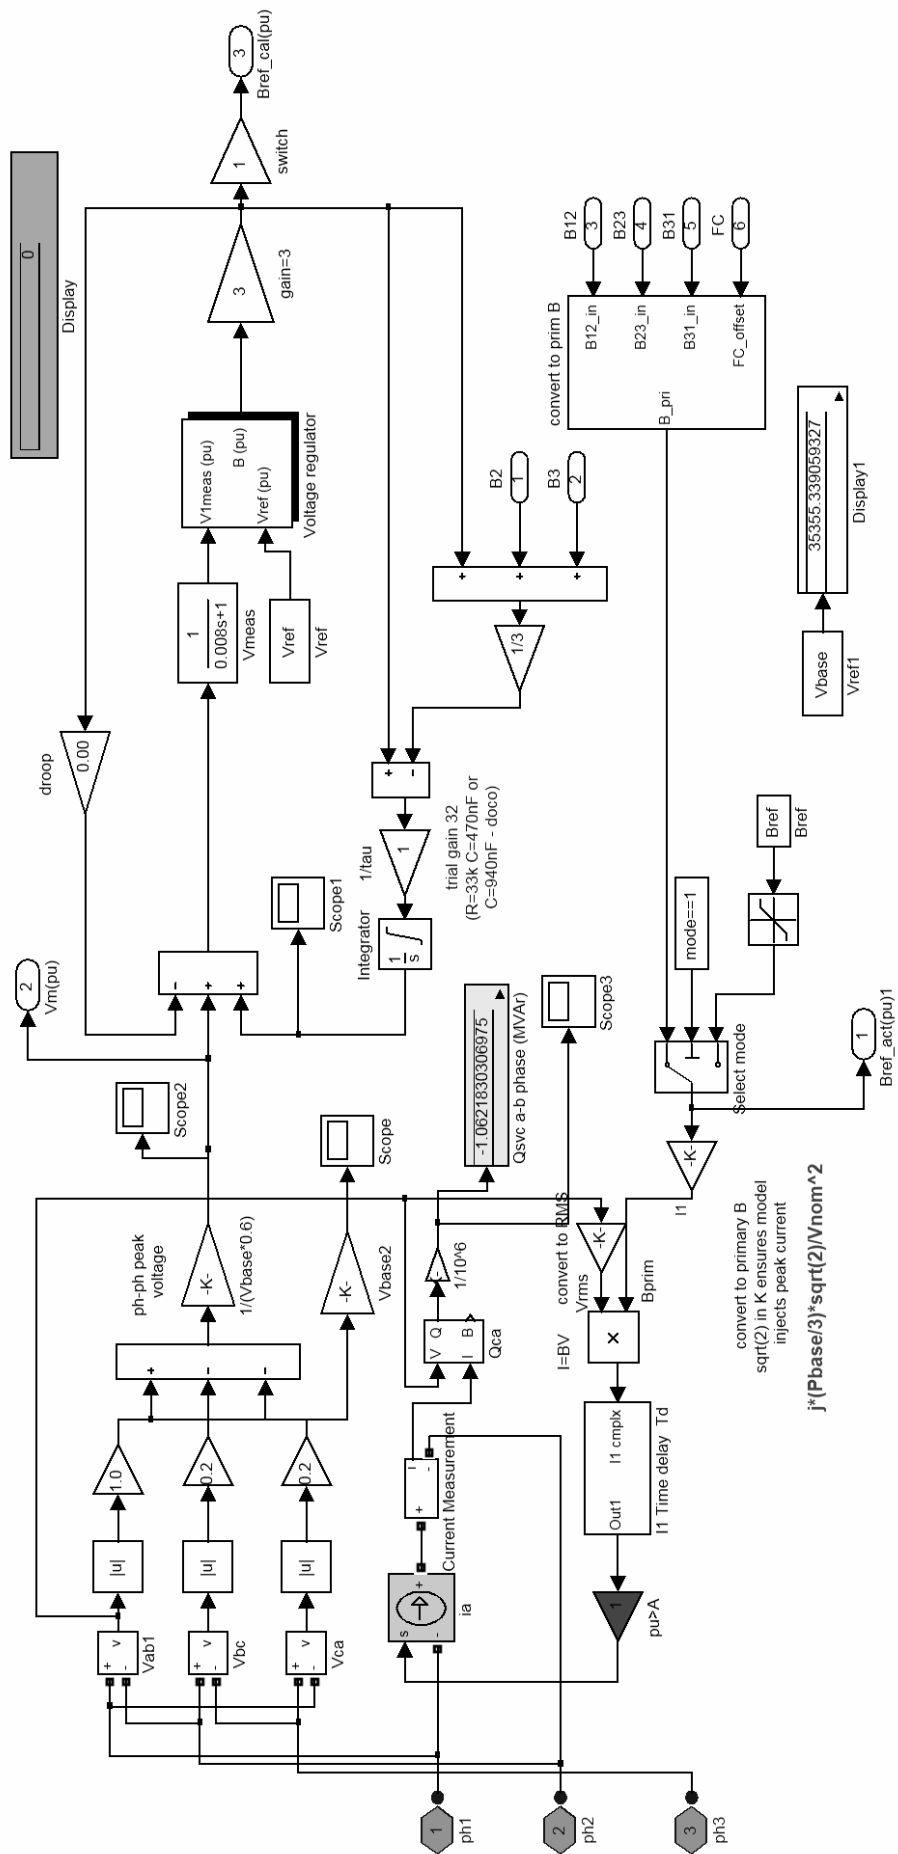 ph1
1
ph2
2
ph3
3
+
-
v
Vab1
+
-
v
Vbc
+
-
v
Vca
|u|
|u|
|u|
1.0
0.2
0.2
+
-
-
ph-ph peak
voltage
-K-
1/(Vbase*0.6)
-K-
Vbase2
Scope2
Scope
2
Vm(pu)
-
+
+
droop
0.00
Scope1
1
0.008s+1
Vmeas
Vref
Vref
V1meas (pu)
B (pu)
Vref (pu)
Voltage regulator
3
gain=3
1
switch
3
Bref_cal(pu)
0
Display
Integrator
1
s
1/tau
1
trial gain 32
(R=33k C=470nF or
C=940nF - doco)
+
-
1/3
+
+
+
B2
1
B3
2
s
+
-
ia
+
-
I
Current Measurement
V
Q
I
B
Qca
1/10^6
-1.0621830306975
Qsvc a-b phase (MVAr)
Scope3
pu>A
1
Out1
I1 cmplx
I1 Time delay Td
I=BV
×
convert to RMS
-K-
Vrms
Bprim
I1
-K-
convert to primary B
sqrt(2) in K ensures model
injects peak current
j*(Pbase/3)*sqrt(2)/Vnom^2
Select mode
mode==1
Bref
Bref
1
Bref_act(pu)1
convert to prim B
B_pri
B12_in
B23_in
B31_in
FC_offset
B12
3
B23
4
B31
5
FC
6
Vbase
Vref1
35355.339059327
Display1